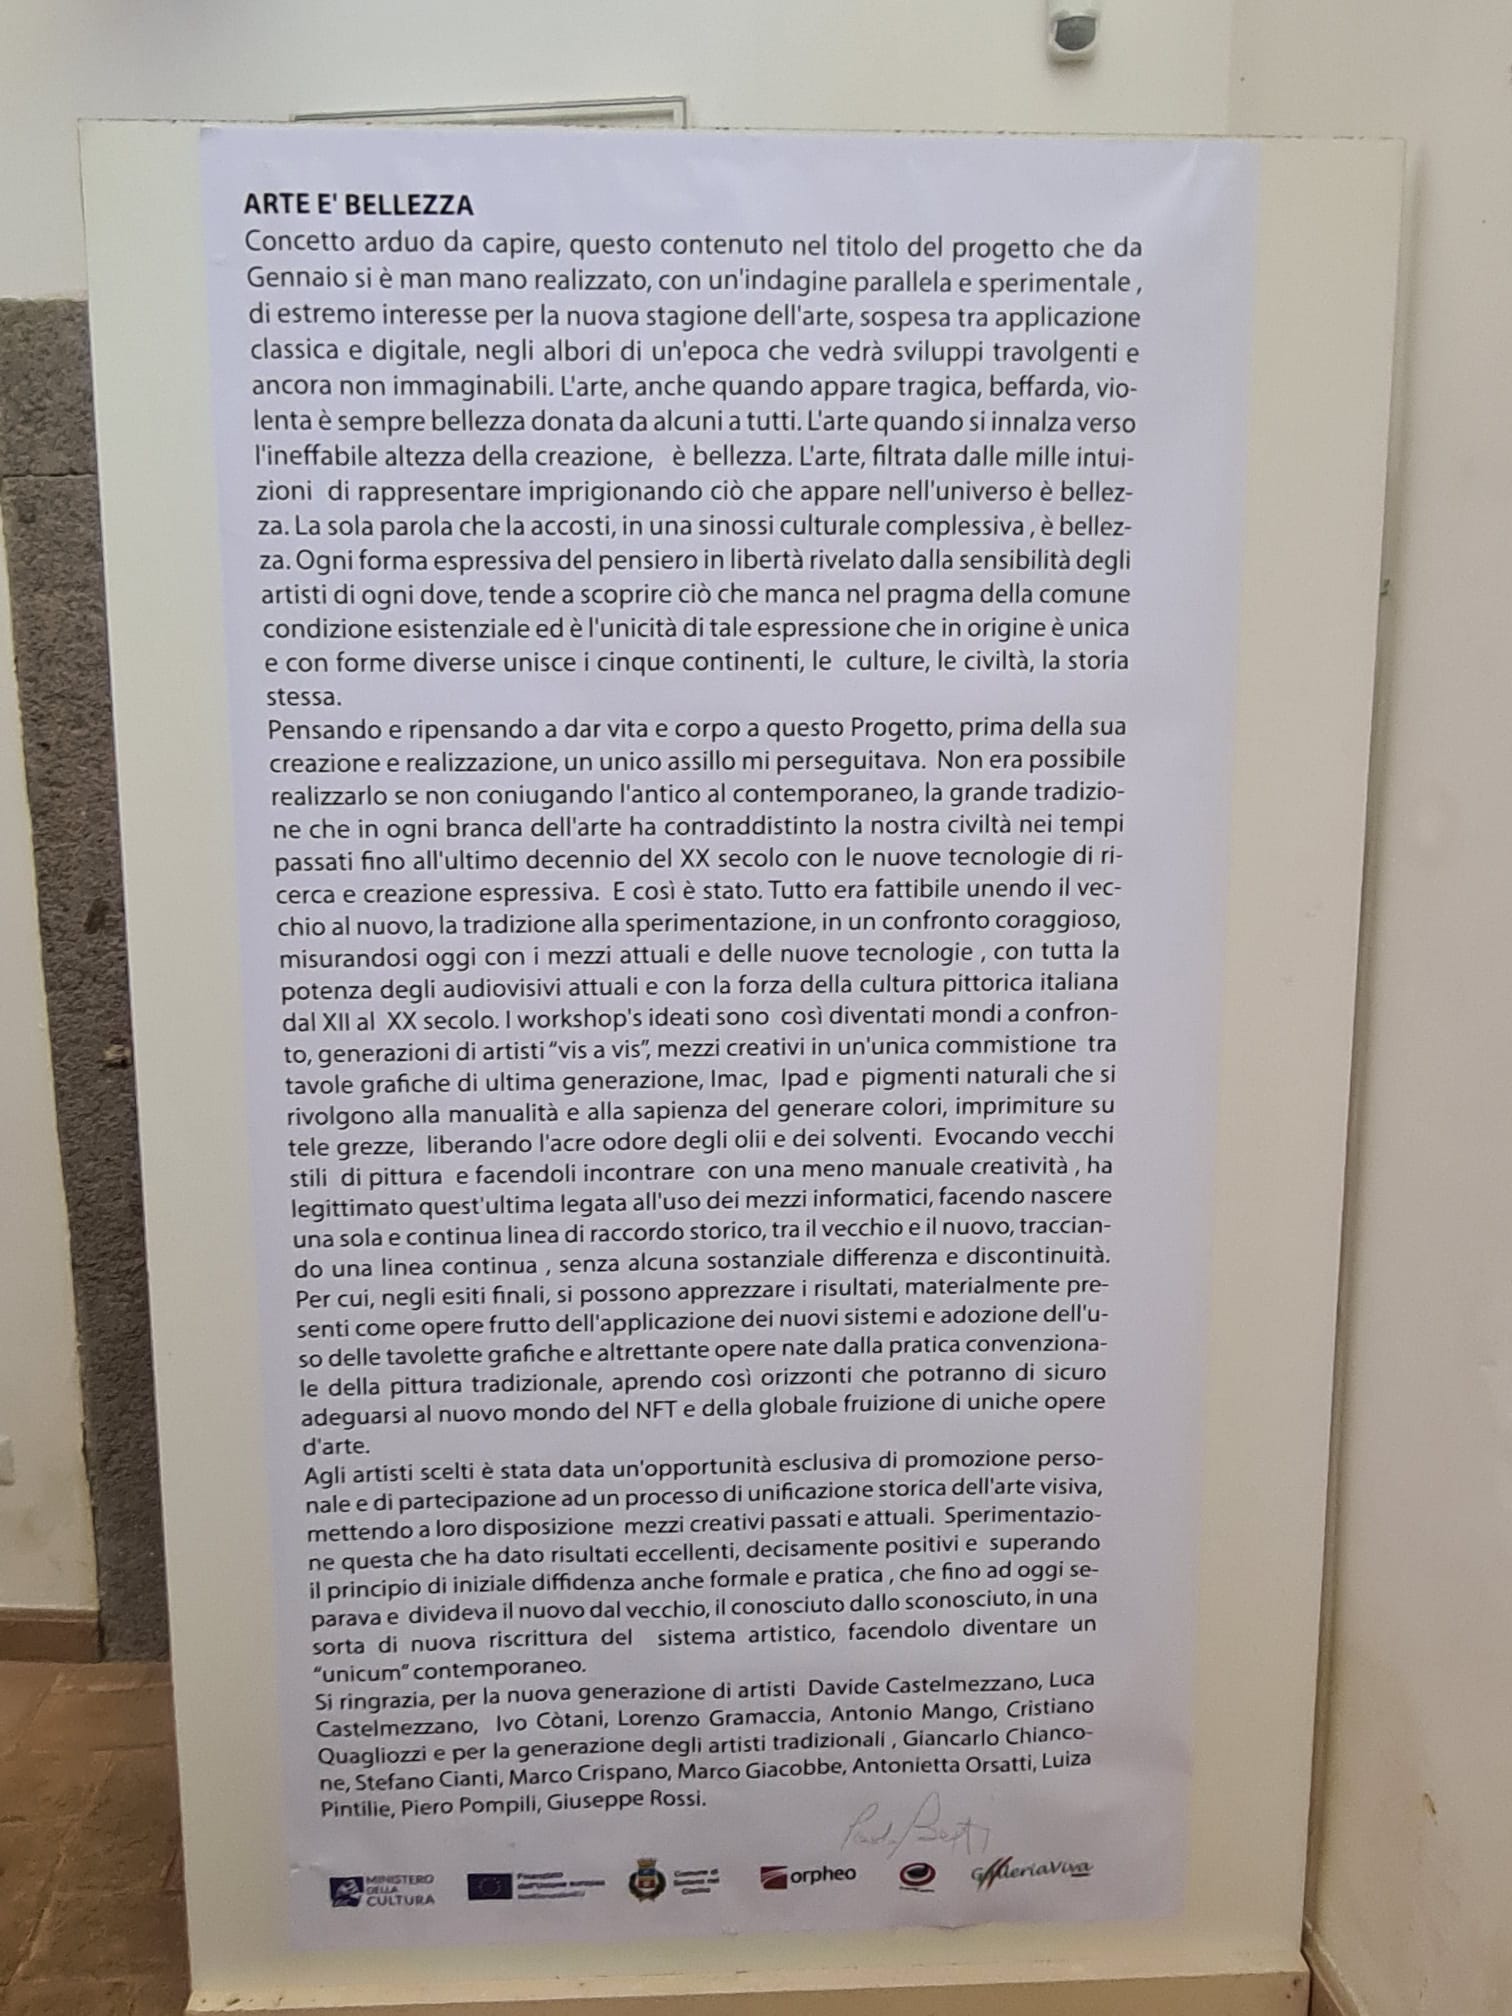 ARTE E' BELLEZZA
Concetto arduo da capire, questo contenuto nel titolo del progetto che da
Gennaio si è man mano realizzato, con un'indagine parallela e sperimentale ,
di estremo interesse per la nuova stagione dell'arte, sospesa tra applicazione
classica e digitale, negli albori di un'epoca che vedrà sviluppi travolgenti e
ancora non immaginabili. L'arte, anche quando appare tragica, beffarda, vio-
lenta è sempre bellezza donata da alcuni a tutti. L'arte quando si innalza verso
l'ineffabile altezza della creazione, è bellezza. L'arte, filtrata dalle mille intui-
zioni di rappresentare imprigionando ciò che appare nell'universo è bellez-
za. La sola parola che la accosti, in una sinossi culturale complessiva , è bellez-
za. Ogni forma espressiva del pensiero in libertà rivelato dalla sensibilità degli
artisti di ogni dove, tende a scoprire ciò che manca nel pragma della comune
condizione esistenziale ed è l'unicità di tale espressione che in origine è unica
e con forme diverse unisce i cinque continenti, le culture, le civiltà, la storia
stessa.
Pensando e ripensando a dar vita e corpo a questo Progetto, prima della sua
creazione e realizzazione, un unico assillo mi perseguitava. Non era possibile
realizzarlo se non coniugando l'antico al contemporaneo, la grande tradizio-
ne che in ogni branca dell'arte ha contraddistinto la nostra civiltà nei tempi
passati fino all'ultimo decennio del XX secolo con le nuove tecnologie di ri-
cerca e creazione espressiva. E così è stato. Tutto era fattibile unendo il vec-
chio al nuovo, la tradizione alla sperimentazione, in un confronto coraggioso,
misurandosi oggi con i mezzi attuali e delle nuove tecnologie , con tutta la
potenza degli audiovisivi attuali e con la forza della cultura pittorica italiana
dal XII al XX secolo. I workshop's ideati sono così diventati mondi a confron-
to, generazioni di artisti “vis a vis”, mezzi creativi in un'unica commistione tra
tavole grafiche di ultima generazione, Imac, Ipad e pigmenti naturali che si
rivolgono alla manualità e alla sapienza del generare colori, imprimiture su
tele grezze, liberando l'acre odore degli olii e dei solventi. Evocando vecchi
stili di pittura e facendoli incontrare con una meno manuale creatività , ha
legittimato quest'ultima legata all'uso dei mezzi informatici, facendo nascere
una sola e continua linea di raccordo storico, tra il vecchio e il nuovo, traccian-
do una linea continua , senza alcuna sostanziale differenza e discontinuità.
Per cui, negli esiti finali, si possono apprezzare i risultati, materialmente pre-
senti come opere frutto dell'applicazione dei nuovi sistemi e adozione dell'u-
so delle tavolette grafiche e altrettante opere nate dalla pratica convenziona-
le della pittura tradizionale, aprendo così orizzonti che potranno di sicuro
adeguarsi al nuovo mondo del NFT e della globale fruizione di uniche opere
d'arte.
Agli artisti scelti è stata data un'opportunità esclusiva di promozione perso-
nale e di partecipazione ad un processo di unificazione storica dell'arte visiva,
mettendo a loro disposizione mezzi creativi passati e attuali. Sperimentazio-
ne questa che ha dato risultati eccellenti, decisamente positivi e superando
il principio di iniziale diffidenza anche formale e pratica , che fino ad oggi se-
parava e divideva il nuovo dal vecchio, il conosciuto dallo sconosciuto, in una
sorta di nuova riscrittura del sistema artistico, facendolo diventare un
“unicum” contemporaneo.
Si ringrazia, per la nuova generazione di artisti Davide Castelmezzano, Luca
Castelmezzano, Ivo Còtani, Lorenzo Gramaccia, Antonio Mango, Cristiano
Quagliozzi e per la generazione degli artisti tradizionali , Giancarlo Chianco-
ne, Stefano Cianti, Marco Crispano, Marco Giacobbe, Antonietta Orsatti, Luiza
Pintilie, Piero Pompili, Giuseppe Rossi.
MINISTERO
DELLA
CULTURA
Finanziato
dall'Unione europea
Comune di
Soriano nel
Cimino
orpheo
GalleriaViva